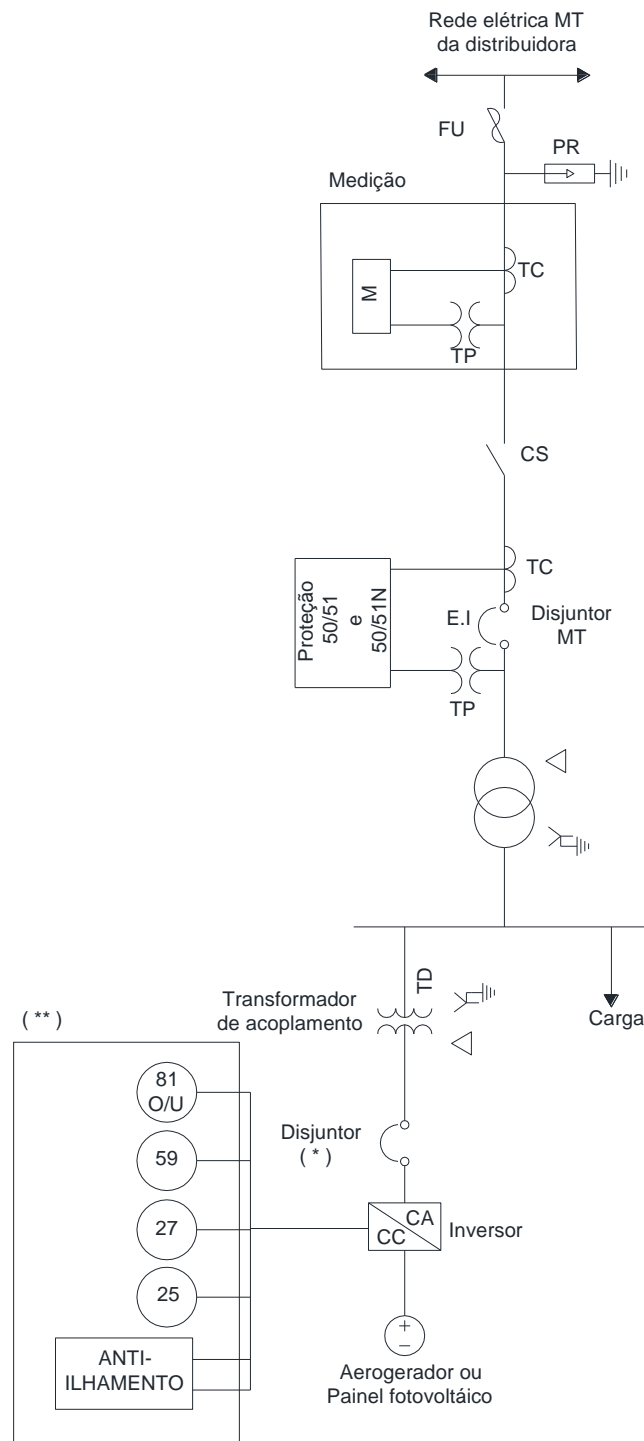 Rede elétrica MT
da distribuidora
FU
PR
Medição
TC
M
TP
CS
TC
Proteção
50/51
e
50/51N
E.I
Disjuntor
MT
TP
TD
Transformador
de acoplamento
Carga
( ** )
81
O/U
Disjuntor
( * )
59
CA
CC
Inversor
27
25
ANTI-
ILHAMENTO
Aerogerador ou
Painel fotovoltáico